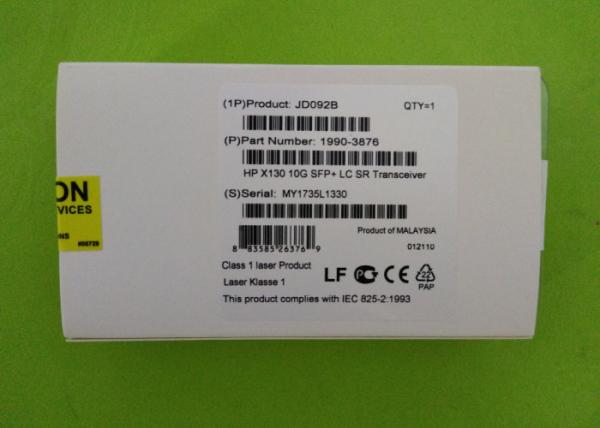 (1P)Product: JD092B QTY=1
(P)Part Number: 1990-3876
HP X130 10G SFP+ LC SR Transceiver
(S)Serial: MY1735L1330
Product of MALAYSIA
8 83585 26376 9
012110
Class 1 laser Product
Laser Klasse 1
LF CE 22
PAP
This product complies with IEC 825-2:1993
ON
VICES
NS
#00729